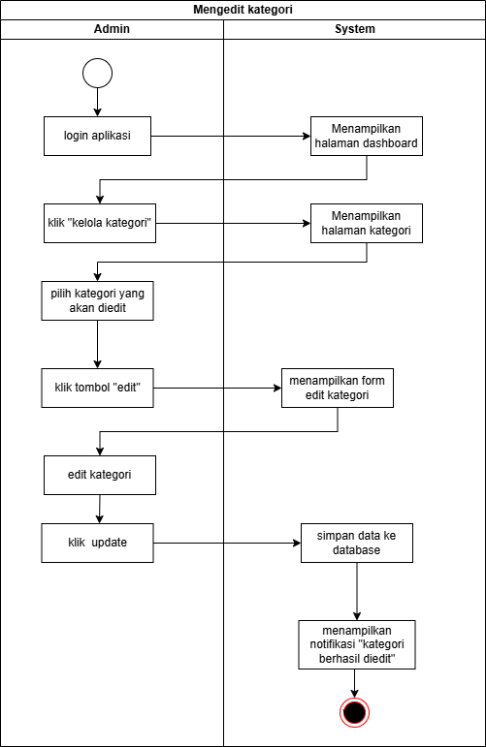 Mengedit kategori
Admin
System
login aplikasi
Menampilkan
halaman dashboard
klik "kelola kategori"
Menampilkan
halaman kategori
pilih kategori yang
akan diedit
klik tombol "edit"
menampilkan form
edit kategori
edit kategori
klik  update
simpan data ke
database
menampilkan
notifikasi "kategori
berhasil diedit"